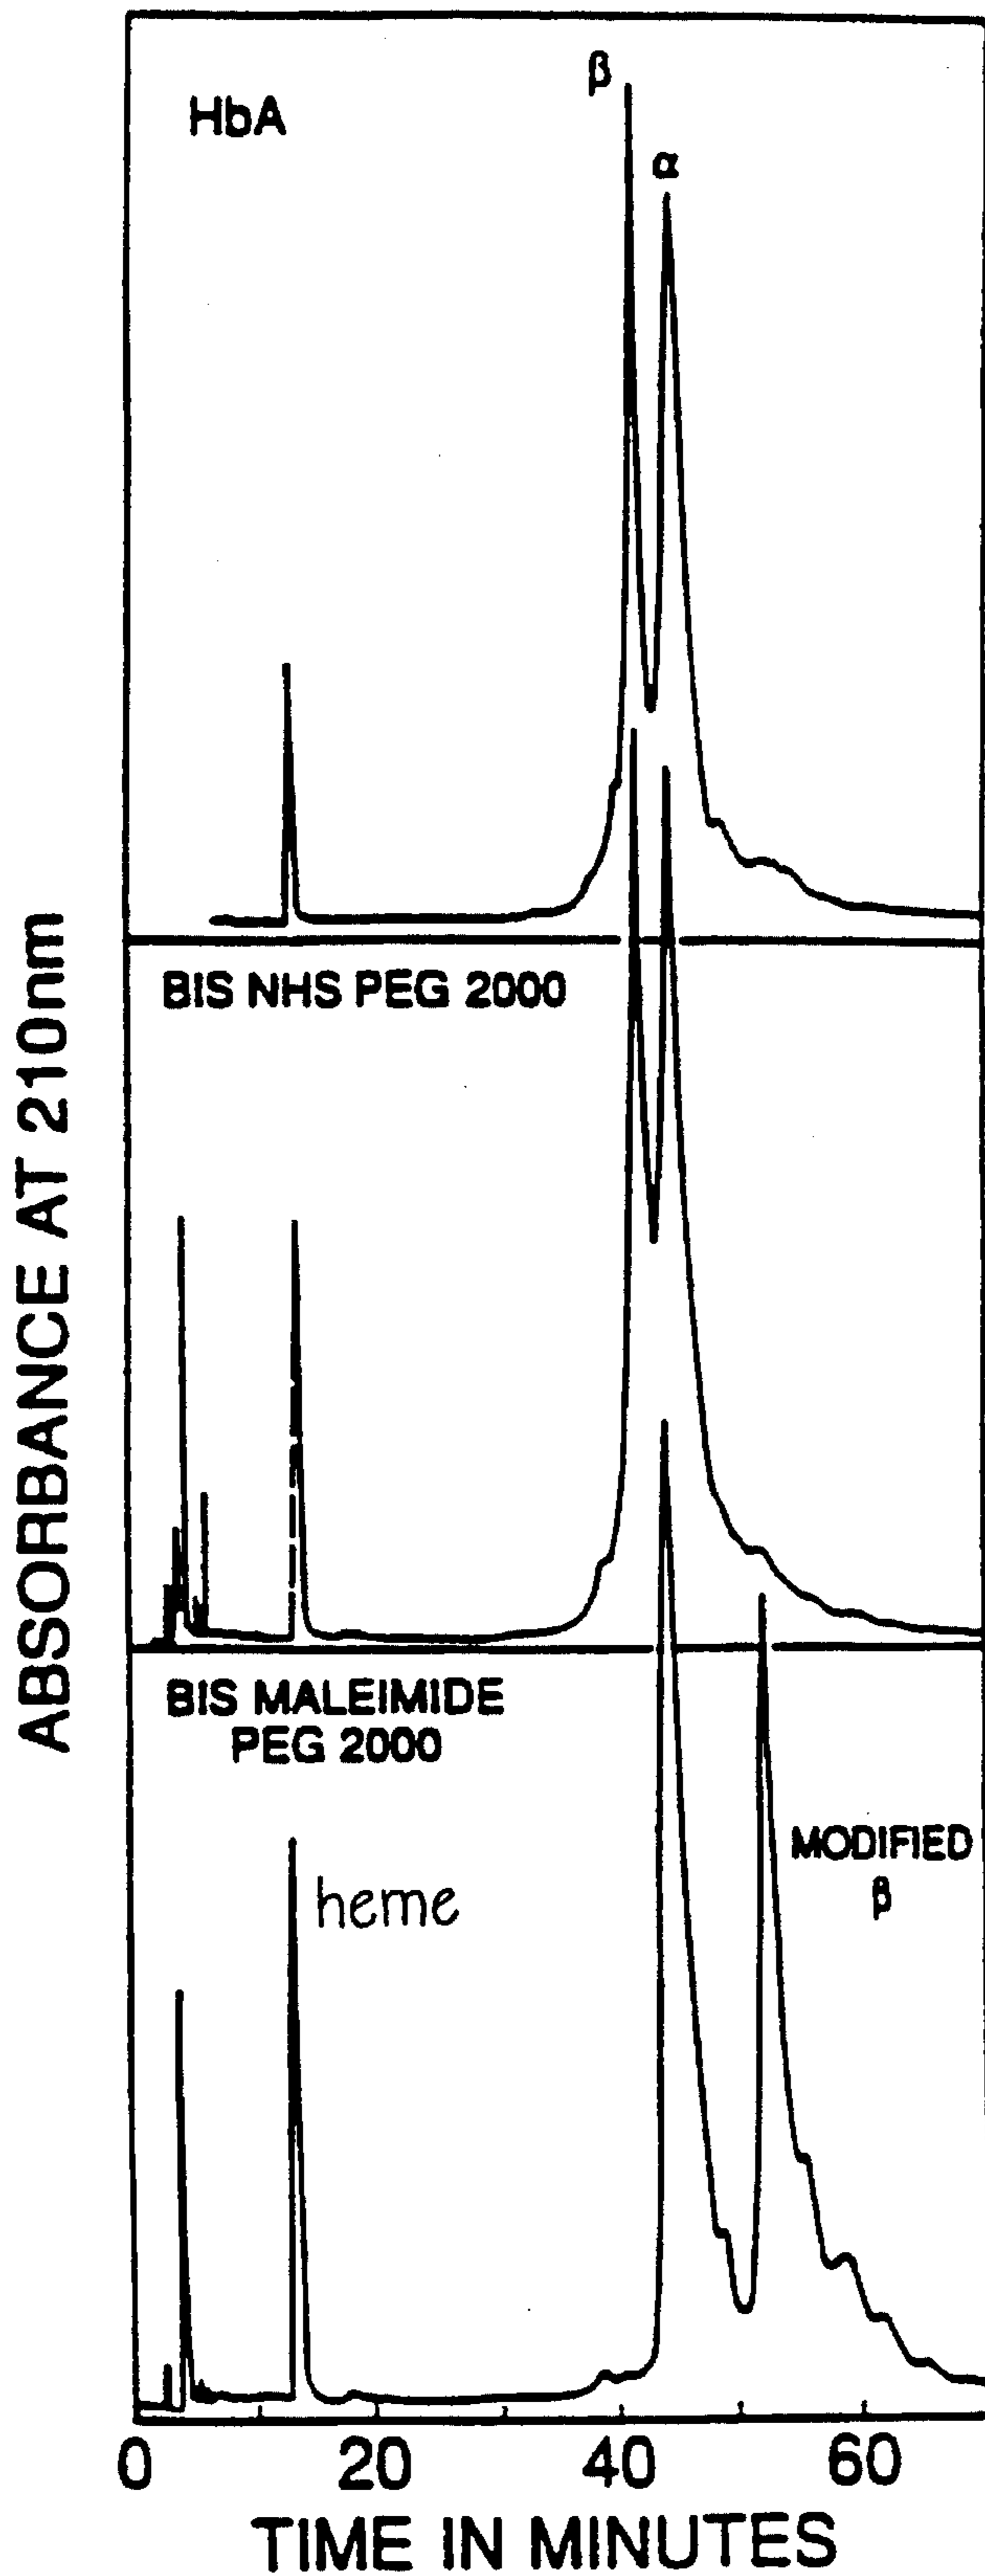 HbA
β
α
BIS NHS PEG 2000
BIS MALEIMIDE
PEG 2000
heme
MODIFIED
β
ABSORBANCE AT 210nm
0 20 40 60
TIME IN MINUTES